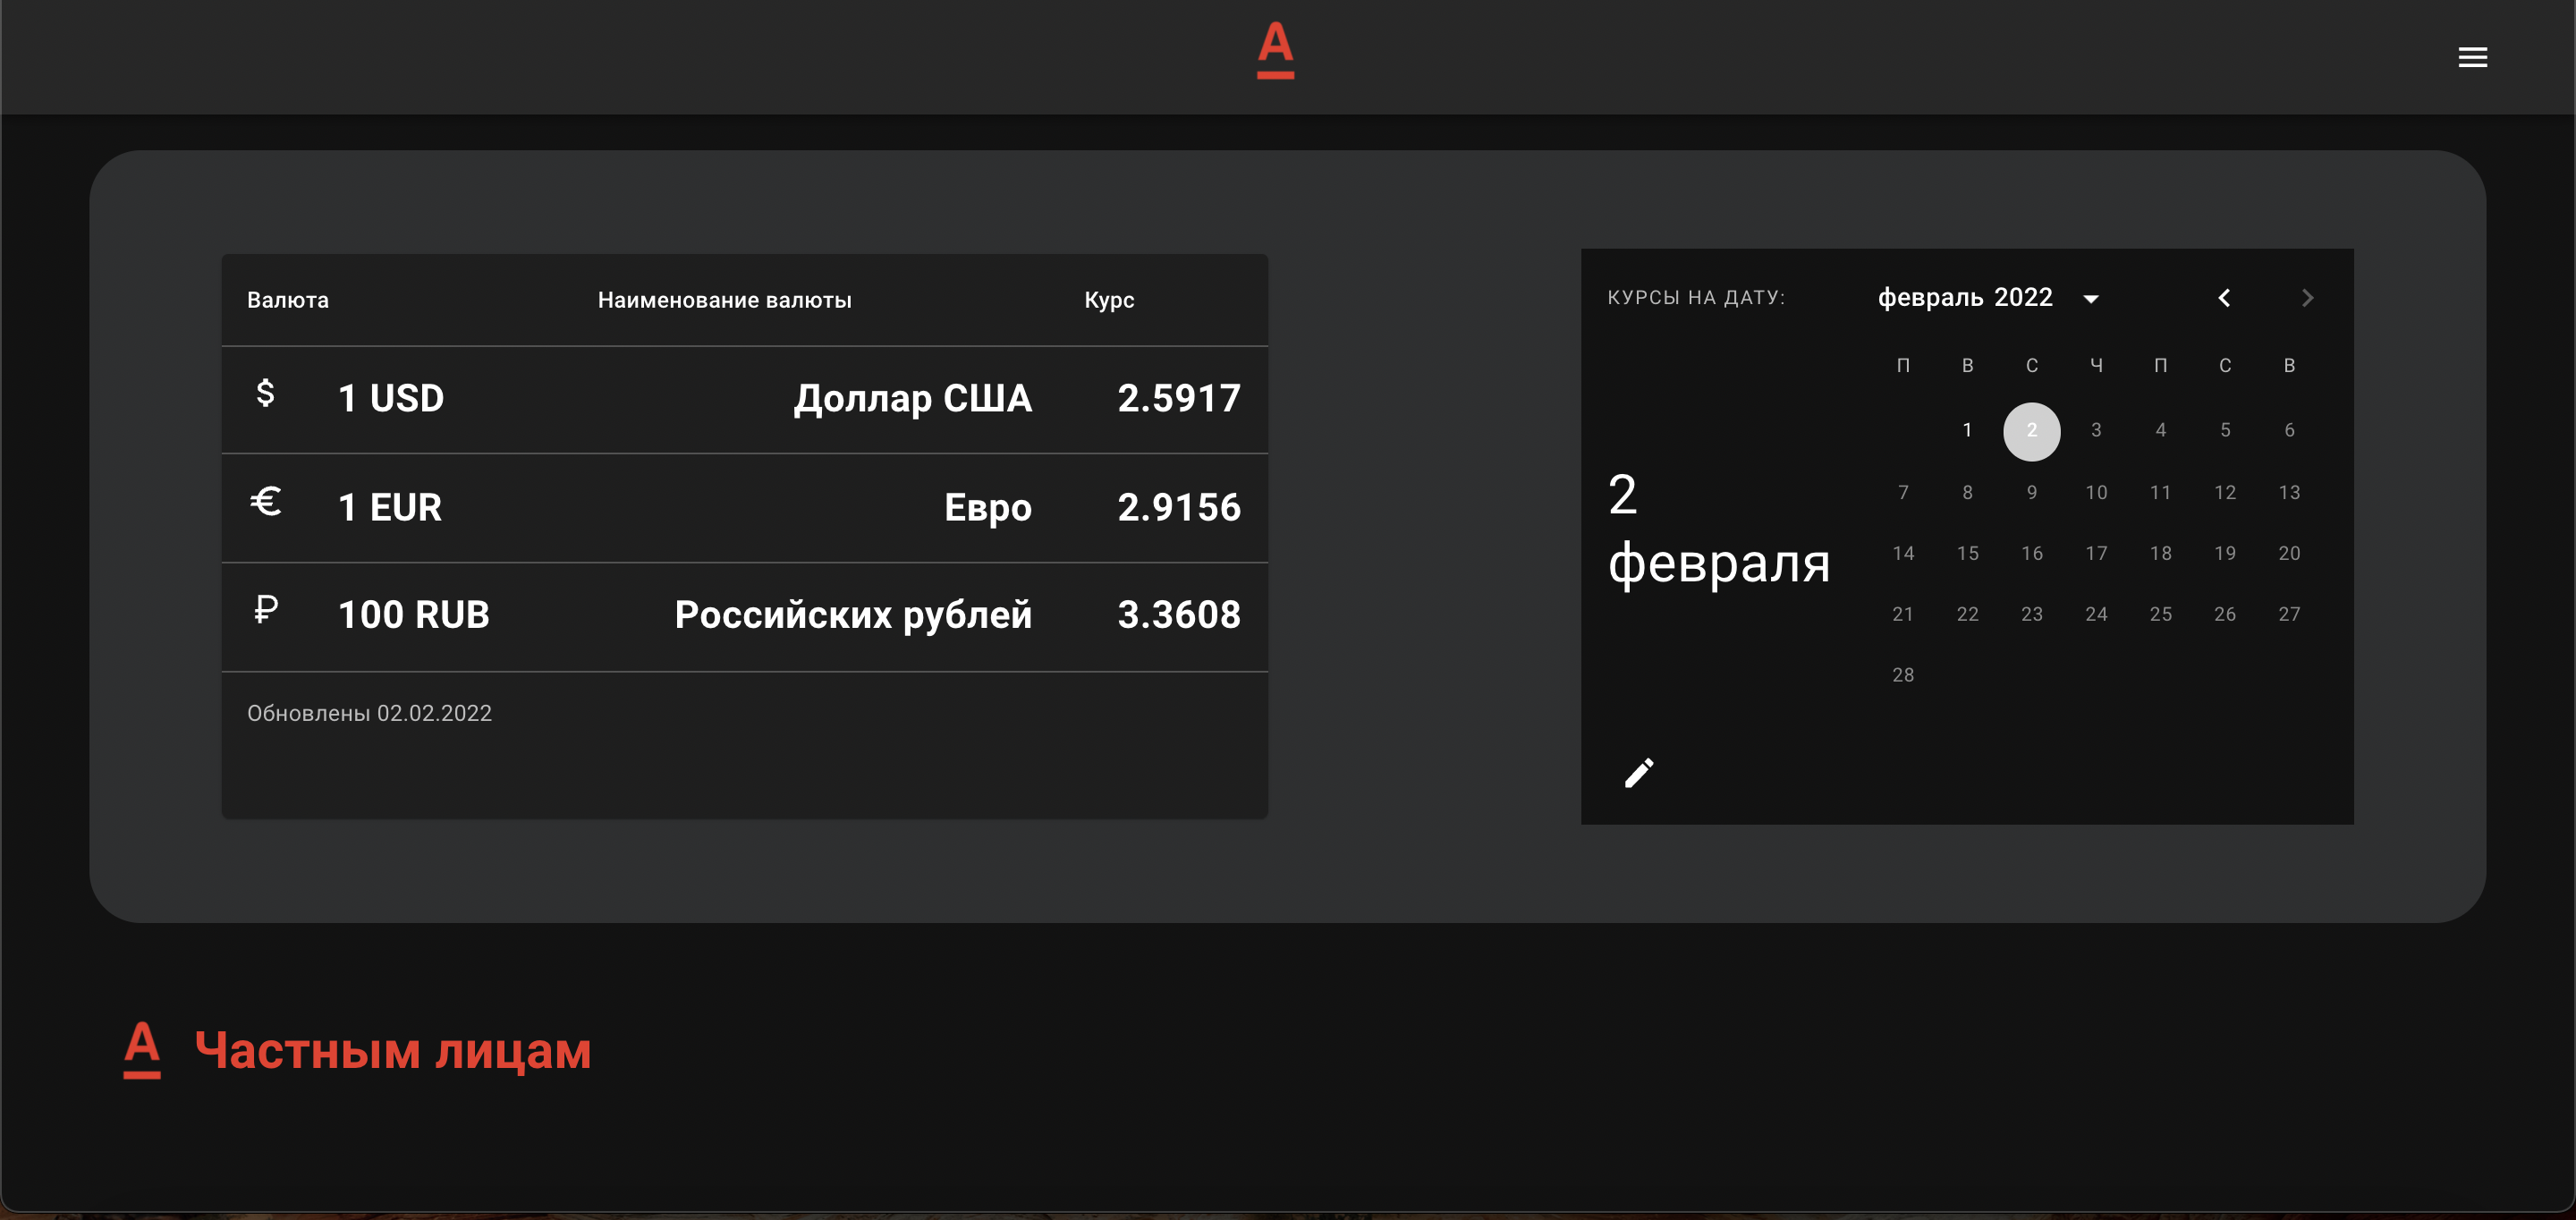 А
Валюта Наименование валюты Курс
$ 1 USD Доллар США 2.5917
€ 1 EUR Евро 2.9156
₽ 100 RUB Российских рублей 3.3608
Обновлены 02.02.2022
КУРСЫ НА ДАТУ:
2
февраля
февраль 2022
П В С Ч П С В
1 2 3 4 5 6
7 8 9 10 11 12 13
14 15 16 17 18 19 20
21 22 23 24 25 26 27
28
А Частным лицам